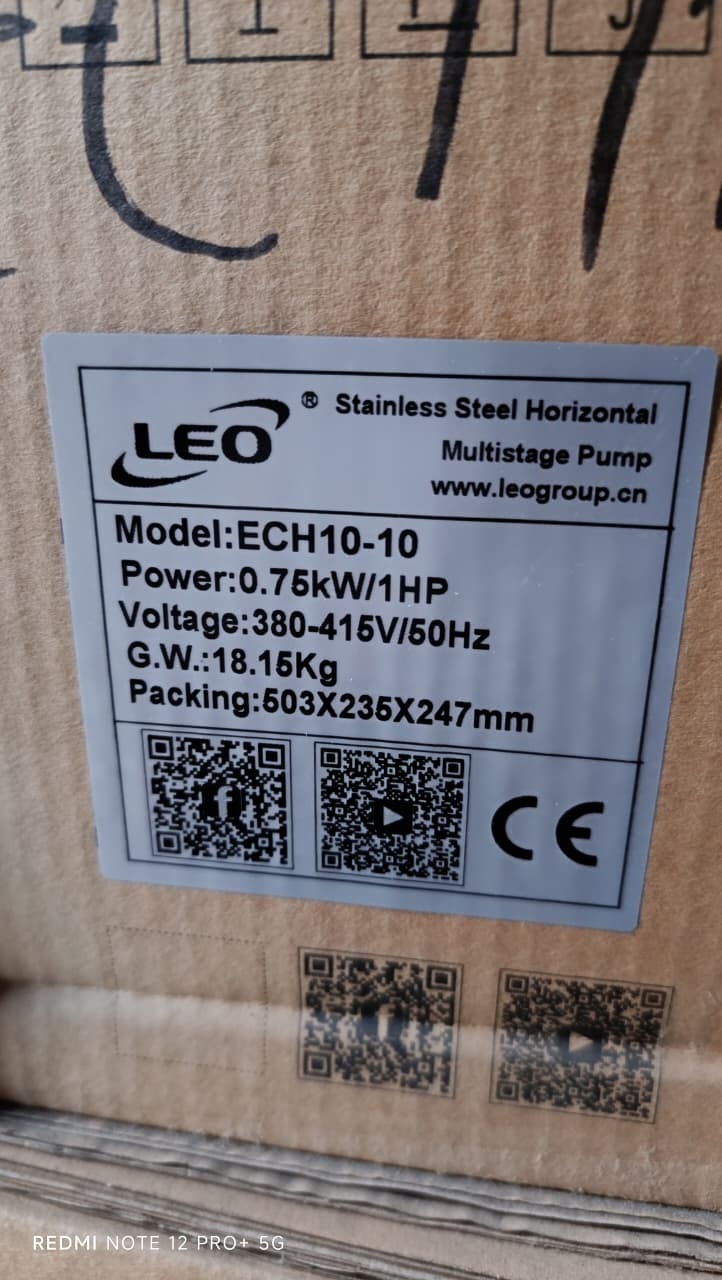 LEO® Stainless Steel Horizontal
Multistage Pump
www.leogroup.cn
Model:ECH10-10
Power:0.75kW/1HP
Voltage:380-415V/50Hz
G.W.:18.15Kg
Packing:503X235X247mm
f
CE
REDMI NOTE 12 PRO+ 5G